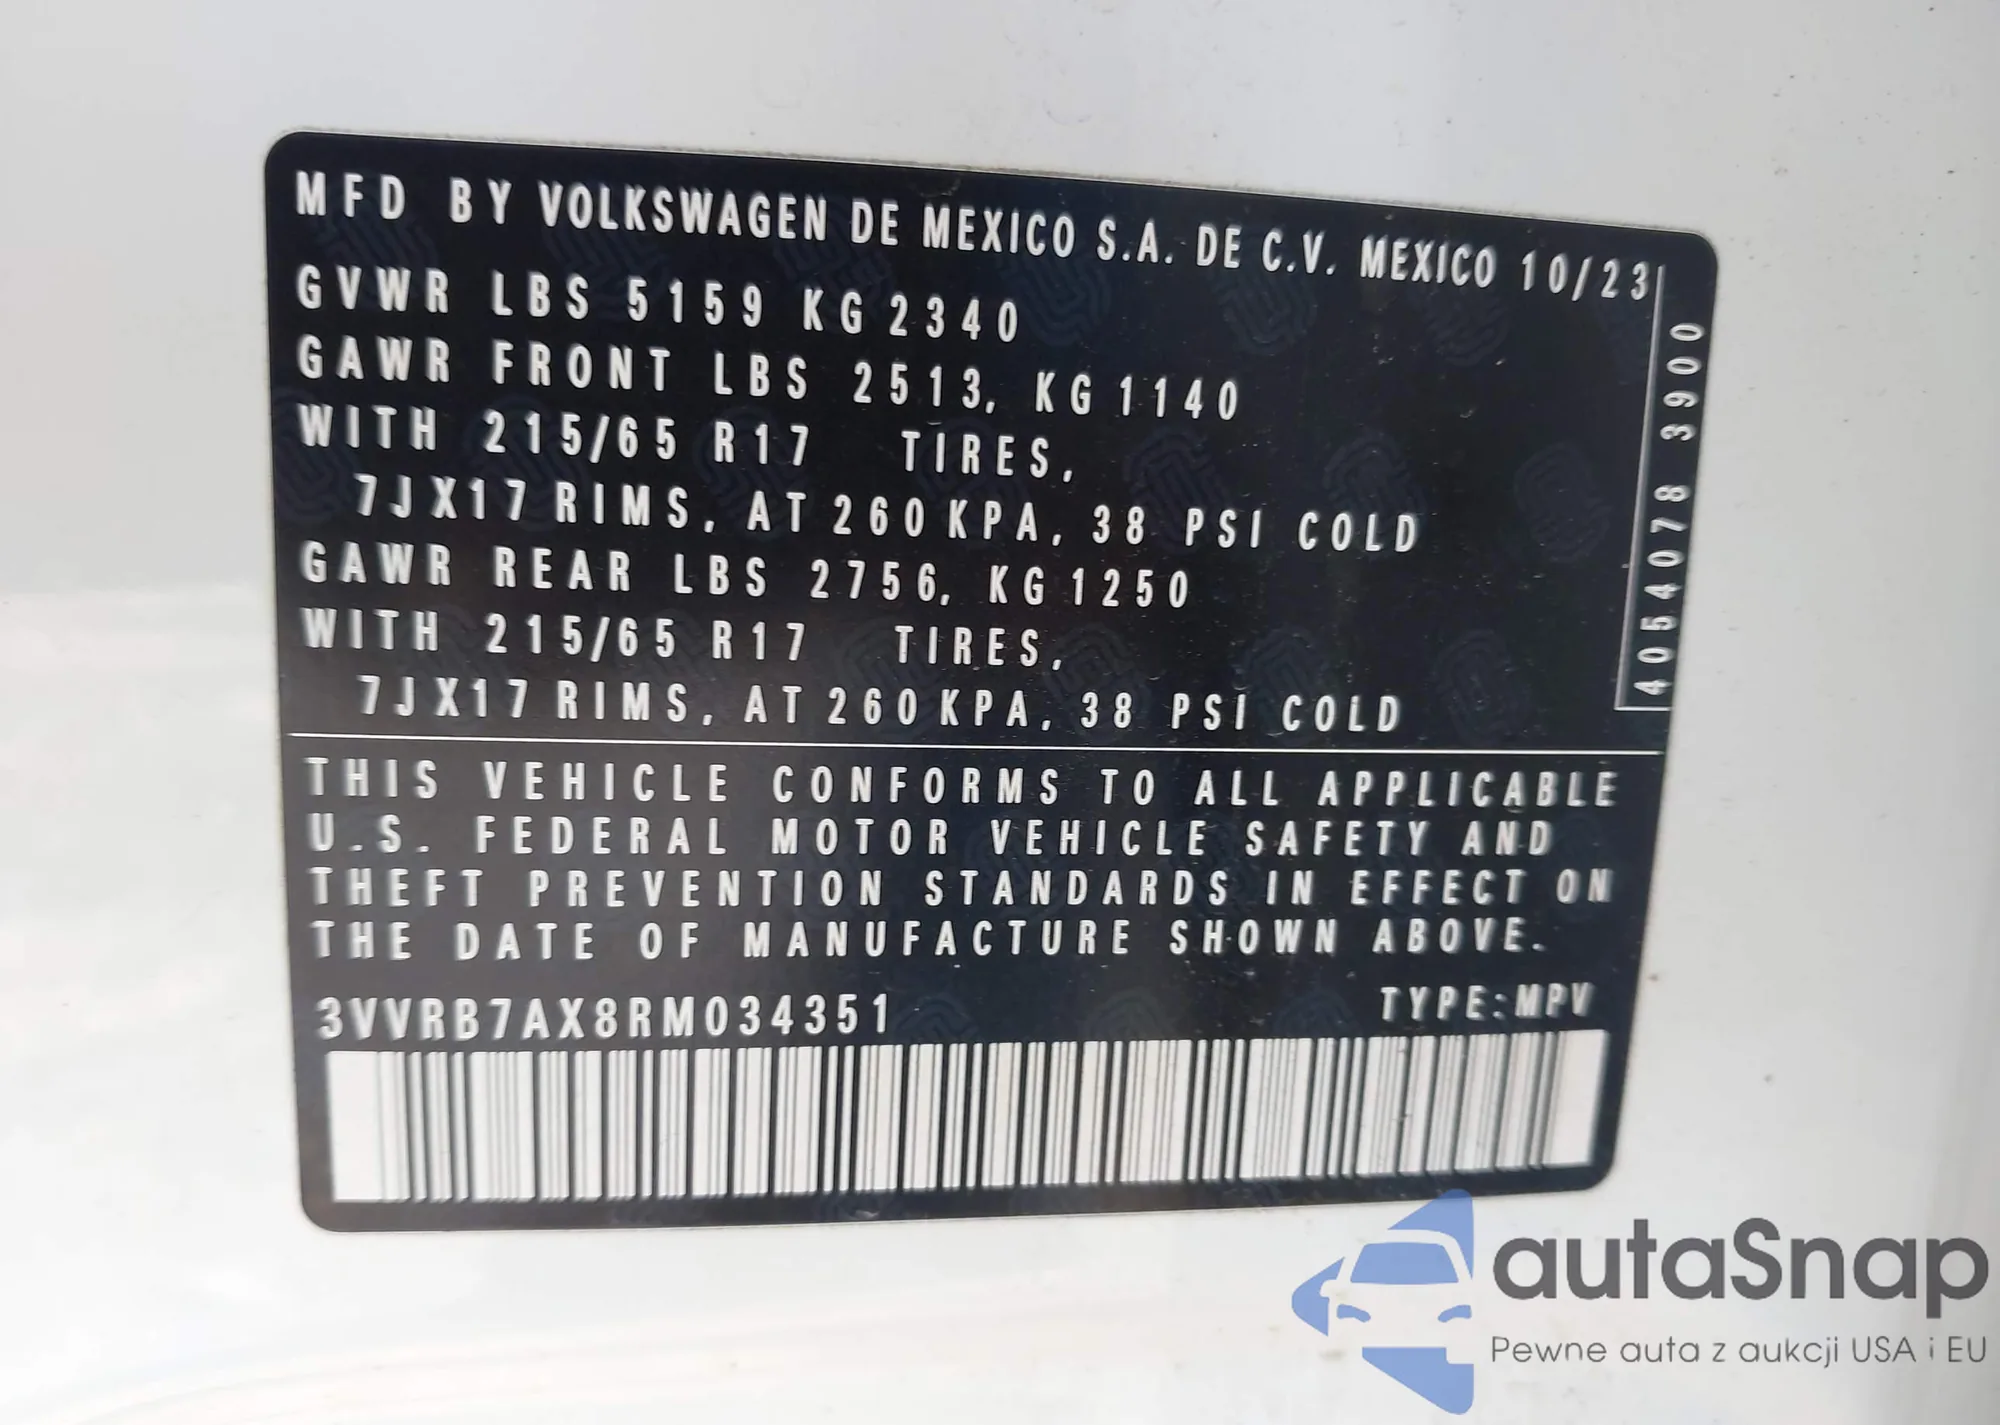 MFD BY VOLKSWAGEN DE MEXICO S.A. DE C.V. MEXICO 10/23
GVWR LBS 5159 KG 2340
GAWR FRONT LBS 2513, KG 1140
WITH 215/65 R17 TIRES,
7JX17 RIMS, AT 260 KPA, 38 PSI COLD
GAWR REAR LBS 2756, KG 1250
WITH 215/65 R17 TIRES,
7JX17 RIMS, AT 260 KPA, 38 PSI COLD
4054078 3900
THIS VEHICLE CONFORMS TO ALL APPLICABLE
U.S. FEDERAL MOTOR VEHICLE SAFETY AND
THEFT PREVENTION STANDARDS IN EFFECT ON
THE DATE OF MANUFACTURE SHOWN ABOVE.
3VVRB7AX8RM034351 TYPE:MPV
autaSnap
Pewne auta z aukcji USA i EU